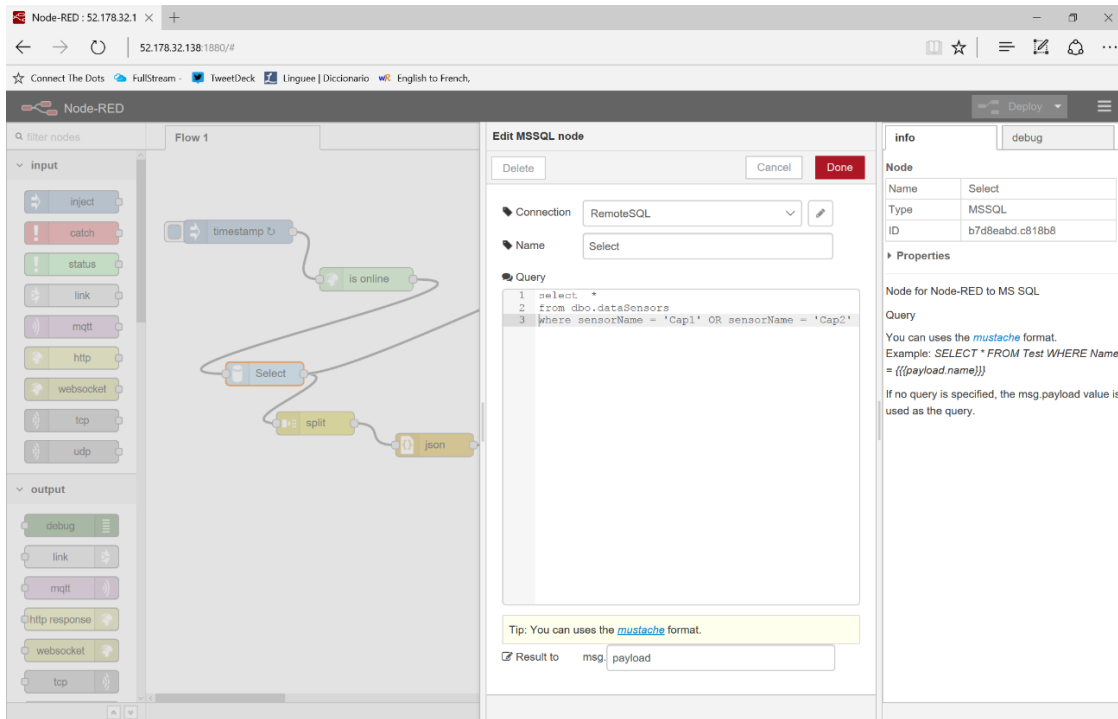 Node-RED : 52.178.32.1
52.178.32.138:1880/#
Connect The Dots FullStream - TweetDeck Linguee | Diccionario WR English to French,
Node-RED
Deploy
filter nodes
Flow 1
input
inject
catch
status
link
mqtt
http
websocket
tcp
udp
output
debug
link
mqtt
http response
websocket
tcp
timestamp ↻
is online
Select
split
json
Edit MSSQL node
Delete
Cancel
Done
Connection
RemoteSQL
Name
Select
Query
1 select *
2 from dbo.dataSensors
3 where sensorName = 'Cap1' OR sensorName = 'Cap2'
Tip: You can uses the mustache format.
Result to
msg. payload
info
debug
Node
Name Select
Type MSSQL
ID b7d8eabd.c818b8
Properties
Node for Node-RED to MS SQL
Query
You can uses the mustache format.
Example: SELECT * FROM Test WHERE Name
= {{{payload.name}}}
If no query is specified, the msg.payload value is
used as the query.